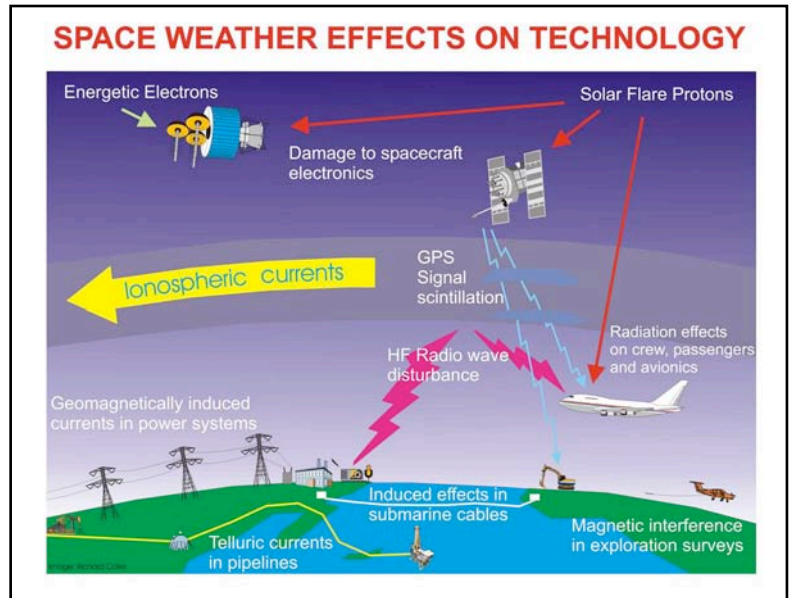 SPACE WEATHER EFFECTS ON TECHNOLOGY
Energetic Electrons
Solar Flare Protons
Damage to spacecraft
electronics
Ionospheric currents
GPS
Signal
scintillation
Radiation effects
on crew, passengers
and avionics
HF Radio wave
disturbance
Geomagnetically induced
currents in power systems
Induced effects in
submarine cables
Telluric currents
in pipelines
Magnetic interference
in exploration surveys